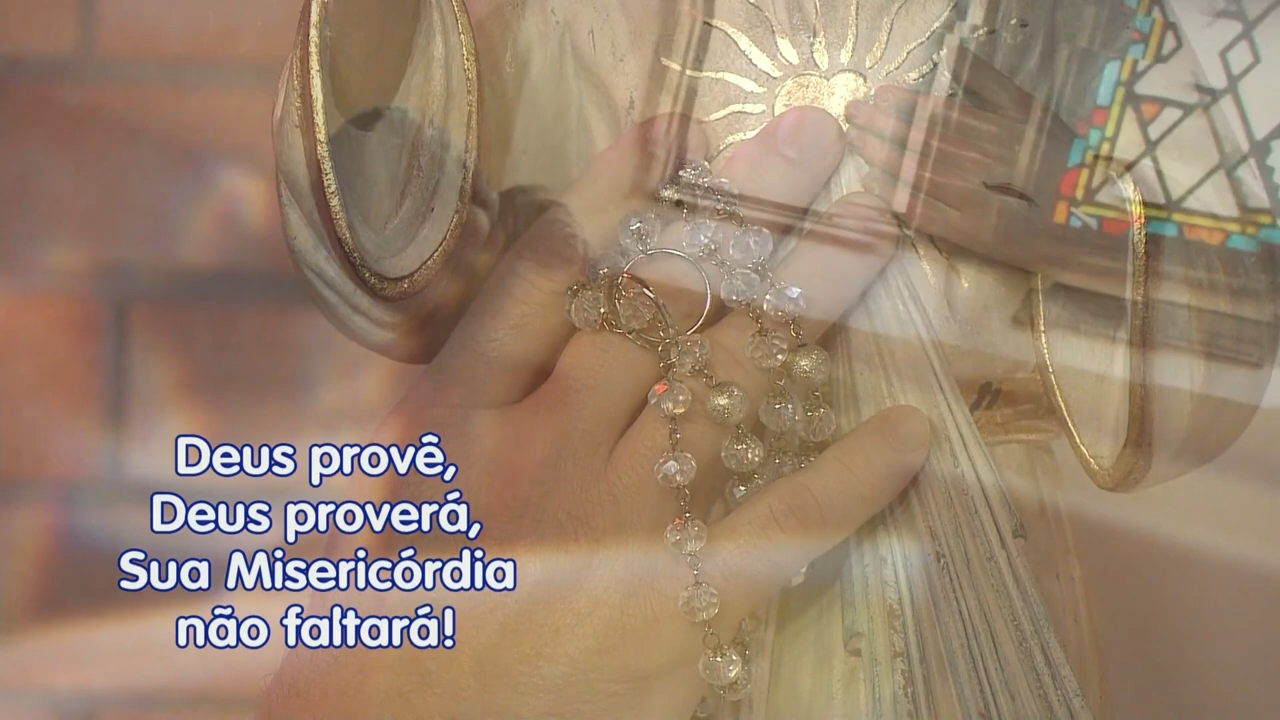 Deus provê,
Deus proverá,
Sua Misericórdia
não faltará!